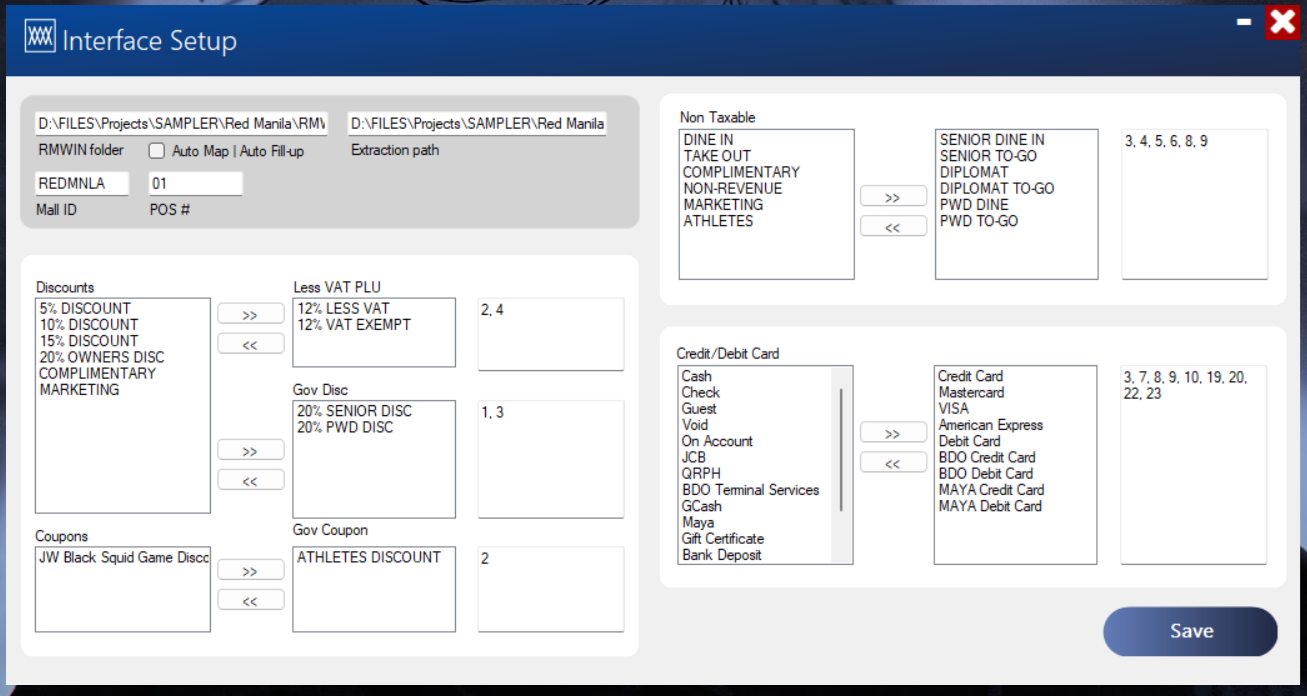 Interface Setup
D:\FILES\Projects\SAMPLER\Red Manila\RMW
D:\FILES\Projects\SAMPLER\Red Manila
RMWIN folder
Auto Map | Auto Fill-up
Extraction path
REDMNLA
01
Mall ID
POS #
Discounts
5% DISCOUNT
10% DISCOUNT
15% DISCOUNT
20% OWNERS DISC
COMPLIMENTARY
MARKETING
>>
<<
Less VAT PLU
12% LESS VAT
12% VAT EXEMPT
2, 4
>>
<<
Gov Disc
20% SENIOR DISC
20% PWD DISC
1, 3
Coupons
JW Black Squid Game Disco
>>
<<
Gov Coupon
ATHLETES DISCOUNT
2
Non Taxable
DINE IN
TAKE OUT
COMPLIMENTARY
NON-REVENUE
MARKETING
ATHLETES
>>
<<
SENIOR DINE IN
SENIOR TO-GO
DIPLOMAT
DIPLOMAT TO-GO
PWD DINE
PWD TO-GO
3, 4, 5, 6, 8, 9
Credit/Debit Card
Cash
Check
Guest
Void
On Account
JCB
QRPH
BDO Terminal Services
GCash
Maya
Gift Certificate
Bank Deposit
>>
<<
Credit Card
Mastercard
VISA
American Express
Debit Card
BDO Credit Card
BDO Debit Card
MAYA Credit Card
MAYA Debit Card
3, 7, 8, 9, 10, 19, 20,
22, 23
Save